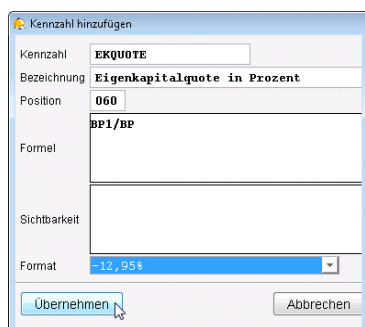 Kennzahl hinzufügen
Kennzahl EKQUOTE
Bezeichnung Eigenkapitalquote in Prozent
Position 060
Formel BP1/BP
Sichtbarkeit
Format -12,95%
Übernehmen Abbrechen